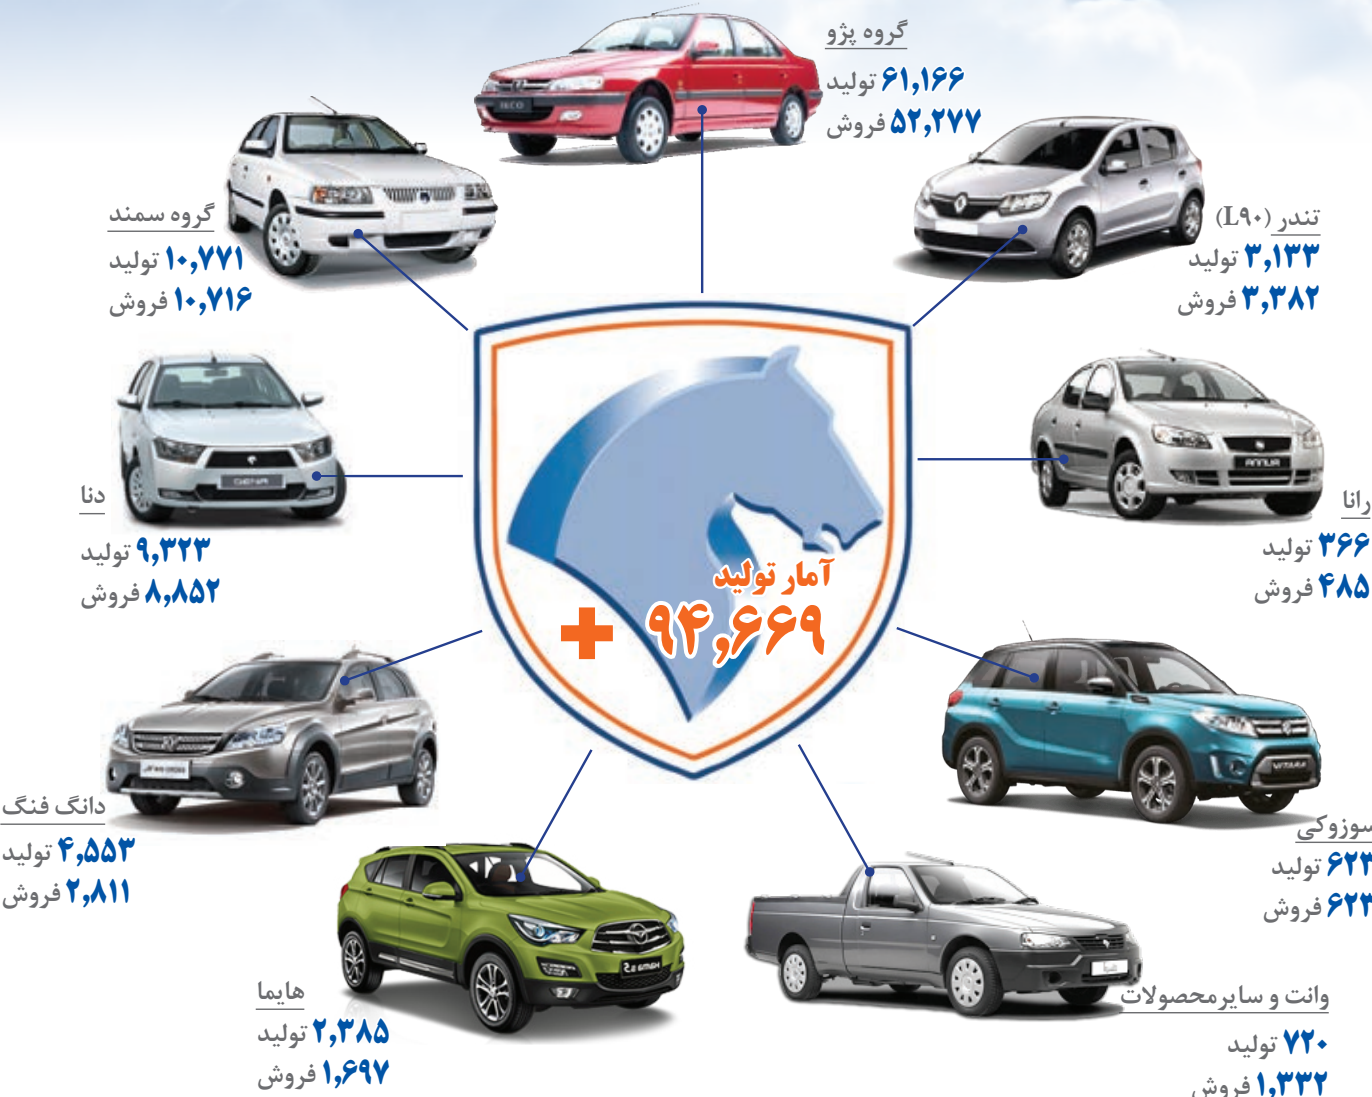 گروه پژو
۶۱,۱۶۶ تولید
۵۲,۲۷۷ فروش
تندر (L۹۰)
۳,۱۳۳ تولید
۳,۳۸۲ فروش
گروه سمند
۱۰,۷۷۱ تولید
۱۰,۷۱۶ فروش
رانا
۳۶۶ تولید
۴۸۵ فروش
دنا
۹,۳۲۳ تولید
۸,۸۵۲ فروش
آمار تولید
۹۴,۶۶۹ +
سوزوکی
۶۲۳ تولید
۶۲۳ فروش
VITARA
دانگ فنگ
۴,۵۵۳ تولید
۲,۸۱۱ فروش
وانت و سایرمحصولات
۷۲۰ تولید
۱,۳۳۲ فروش
هایما
۲,۳۸۵ تولید
۱,۶۹۷ فروش